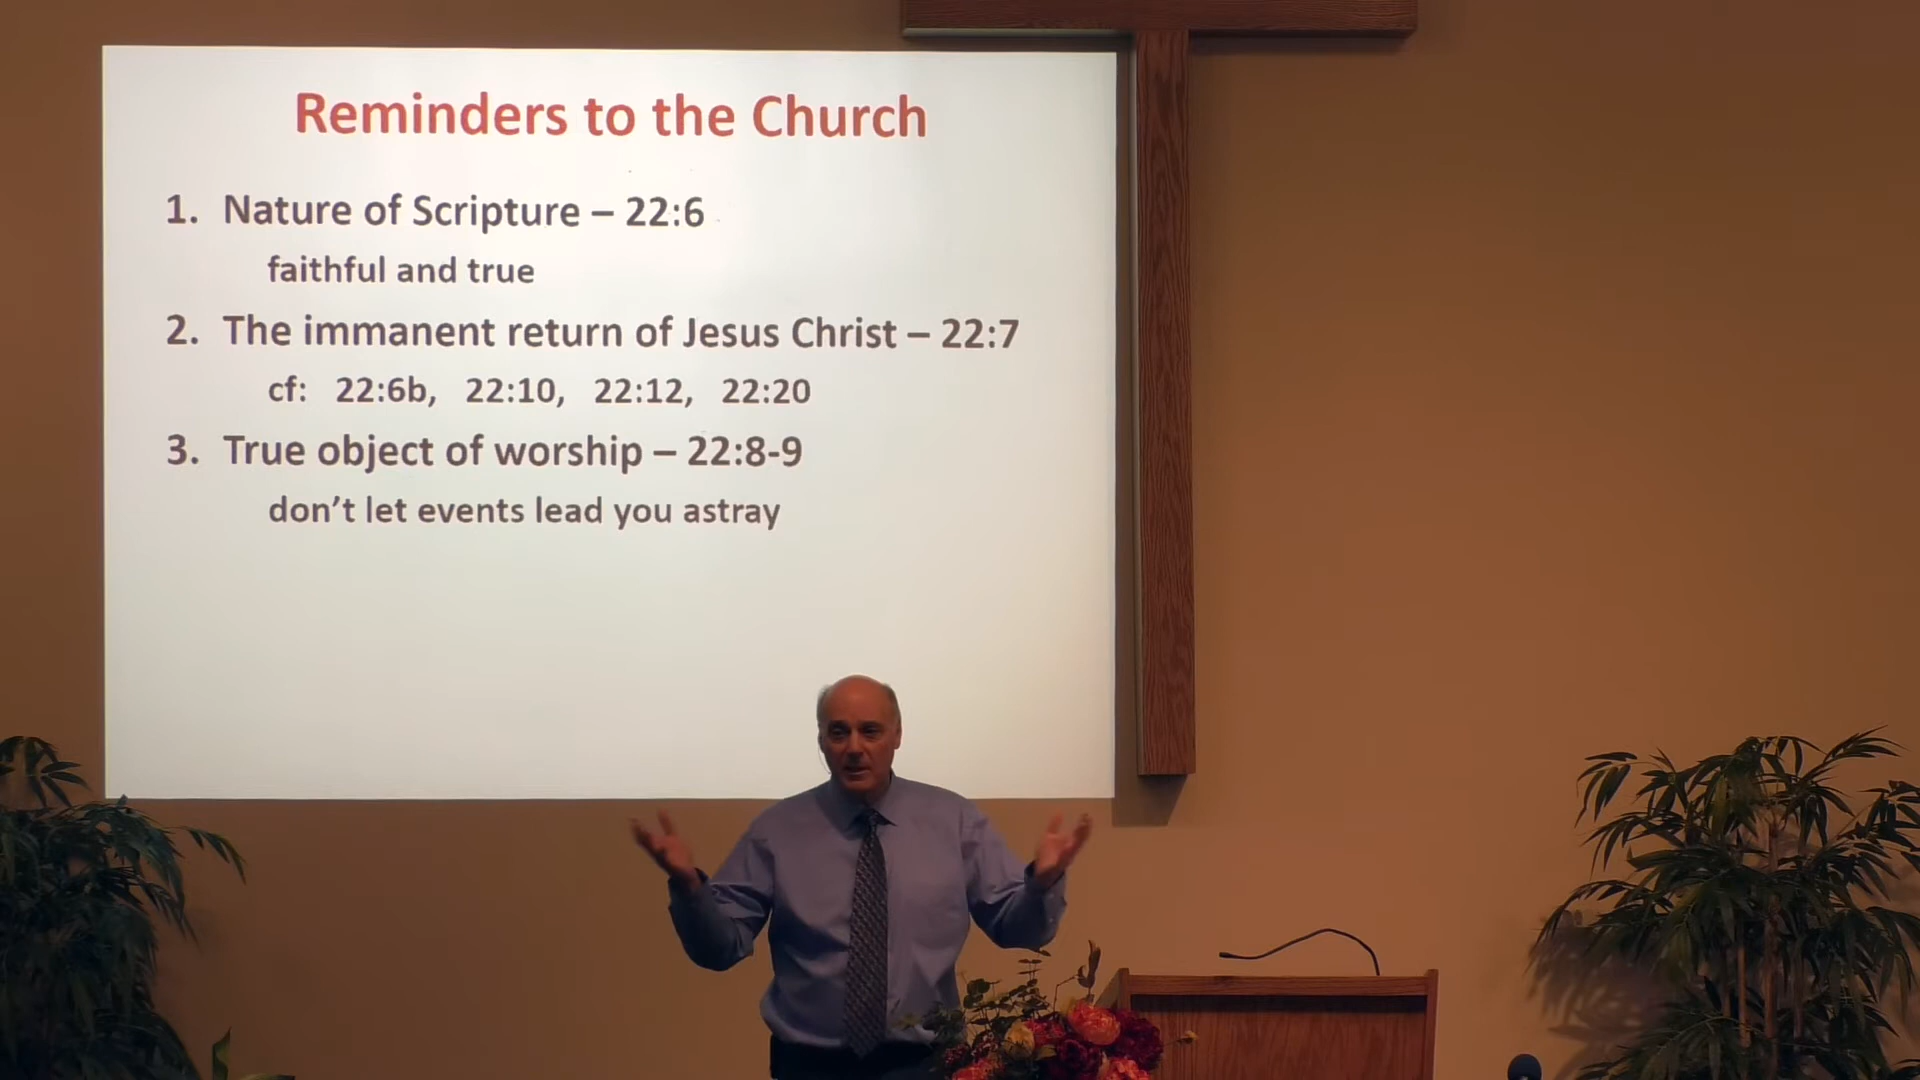 Reminders to the Church
1. Nature of Scripture – 22:6
faithful and true
2. The immanent return of Jesus Christ – 22:7
cf: 22:6b, 22:10, 22:12, 22:20
3. True object of worship – 22:8-9
don't let events lead you astray